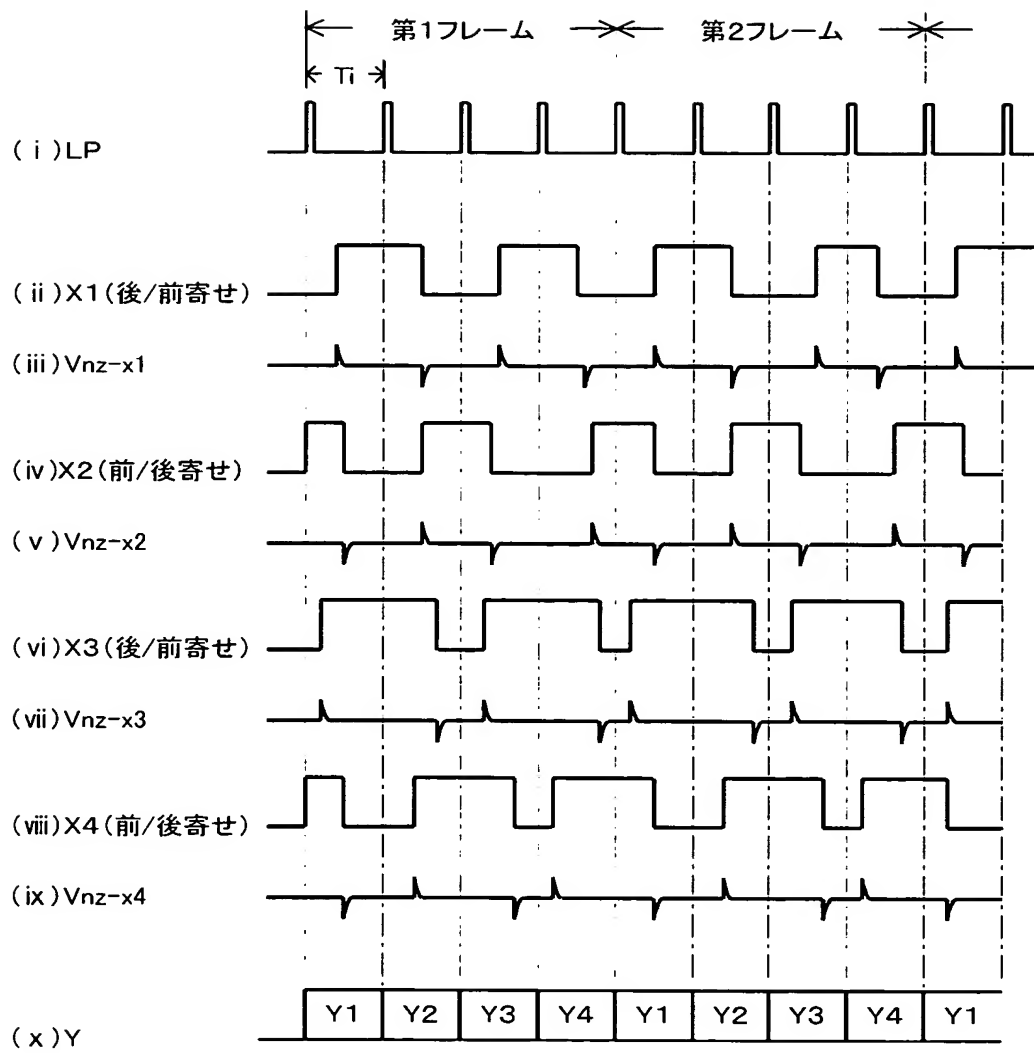 第1フレーム 第2フレーム
Ti
(i)LP
(ii)X1(後/前寄せ)
(iii)Vnz-x1
(iv)X2(前/後寄せ)
(v)Vnz-x2
(vi)X3(後/前寄せ)
(vii)Vnz-x3
(viii)X4(前/後寄せ)
(ix)Vnz-x4
Y1 Y2 Y3 Y4 Y1 Y2 Y3 Y4 Y1
(x)Y